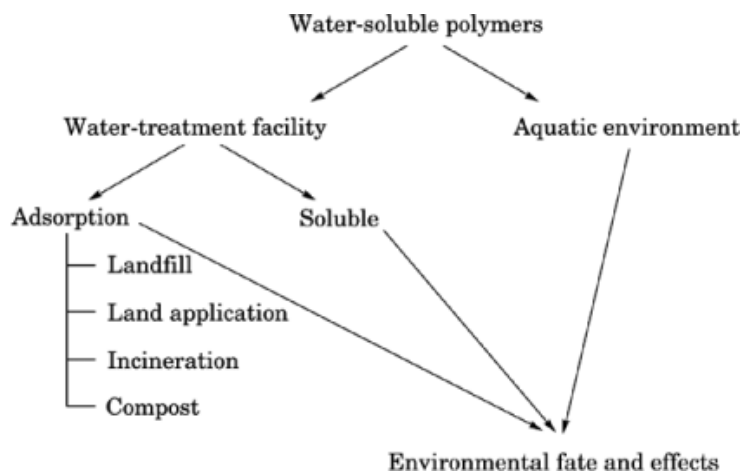 Water-soluble polymers
Water-treatment facility
Aquatic environment
Adsorption
Soluble
Landfill
Land application
Incineration
Compost
Environmental fate and effects